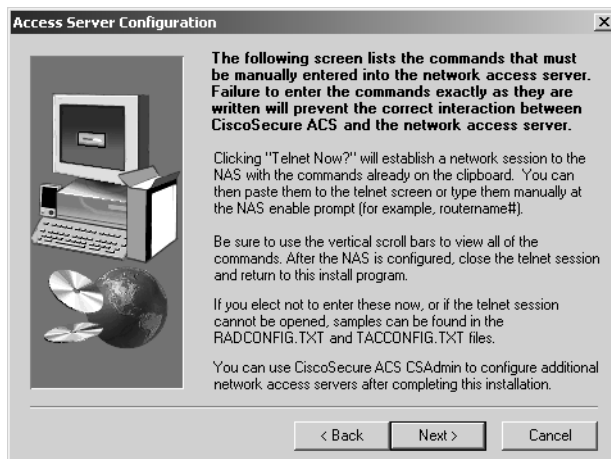 Access Server Configuration
The following screen lists the commands that must
be manually entered into the network access server.
Failure to enter the commands exactly as they are
written will prevent the correct interaction between
CiscoSecure ACS and the network access server.
Clicking "Telnet Now?" will establish a network session to the
NAS with the commands already on the clipboard. You can
then paste them to the telnet screen or type them manually at
the NAS enable prompt (for example, routername#).
Be sure to use the vertical scroll bars to view all of the
commands. After the NAS is configured, close the telnet session
and return to this install program.
If you elect not to enter these now, or if the telnet session
cannot be opened, samples can be found in the
RADCONFIG.TXT and TACCONFIG.TXT files.
You can use CiscoSecure ACS CSAdmin to configure additional
network access servers after completing this installation.
< Back Next > Cancel